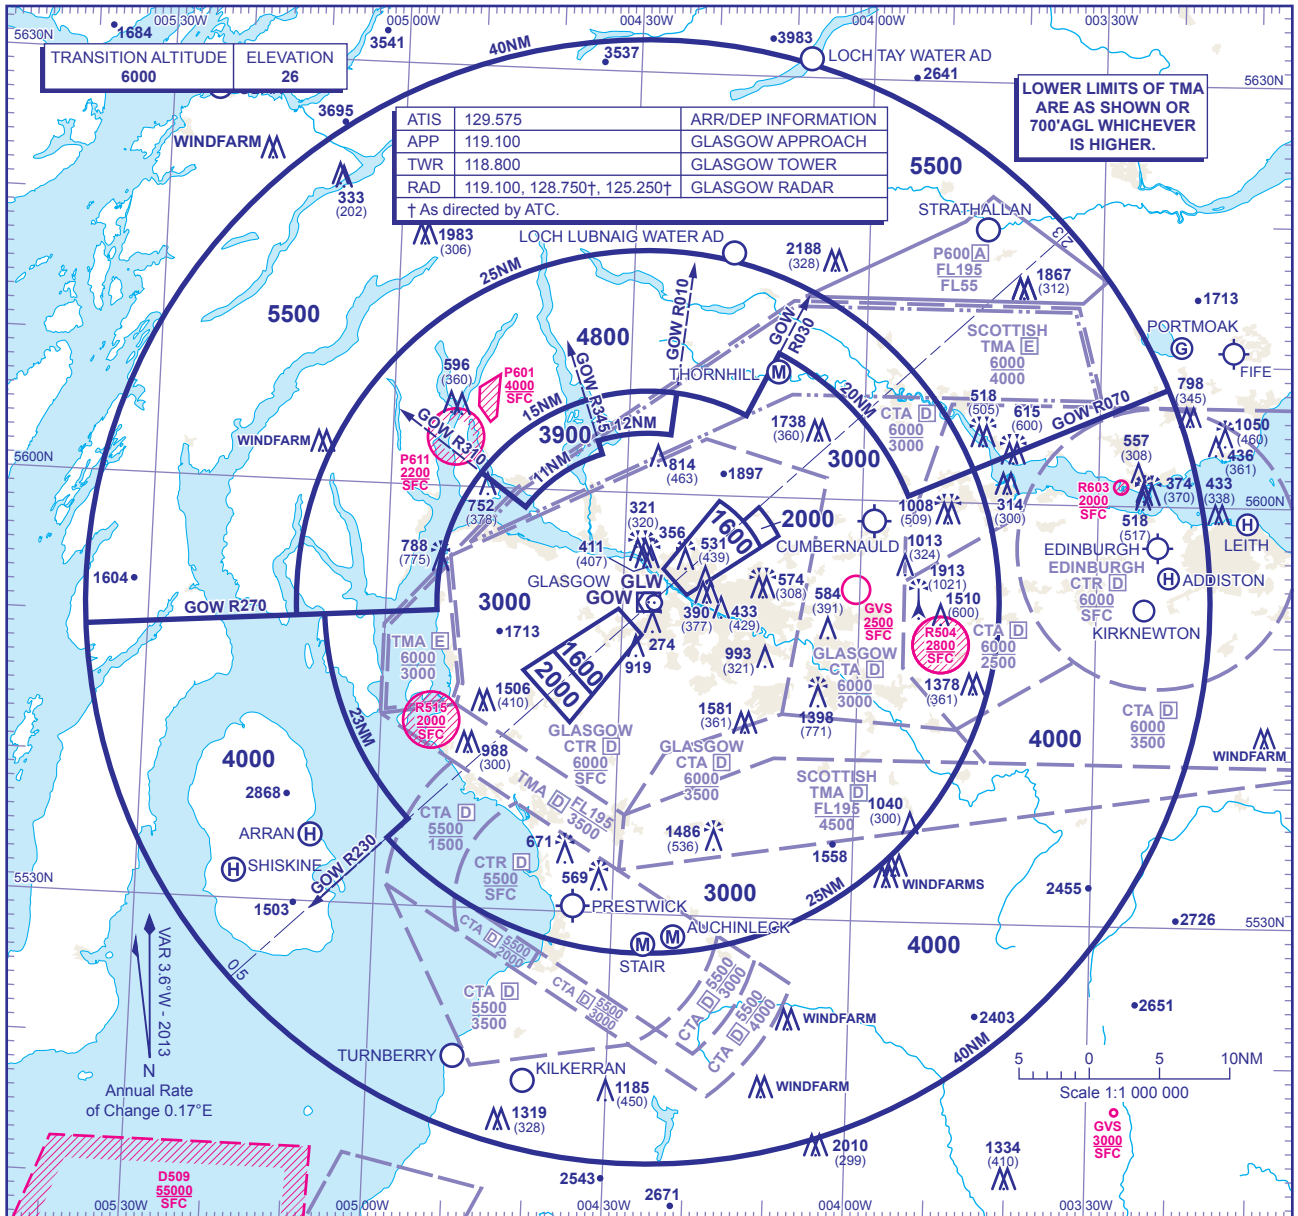 005 30W
005 00W
004 30W
004 00W
003 30W
5630N
5630N
1684
3541
3537
3983
40NM
LOCH TAY WATER AD
2641
TRANSITION ALTITUDE
6000
ELEVATION
26
LOWER LIMITS OF TMA
ARE AS SHOWN OR
700'AGL WHICHEVER
IS HIGHER.
3695
WINDFARM
ATIS 129.575 ARR/DEP INFORMATION
APP 119.100 GLASGOW APPROACH
TWR 118.800 GLASGOW TOWER
RAD 119.100, 128.750†, 125.250† GLASGOW RADAR
† As directed by ATC.
5500
333
(202)
1983
(306)
STRATHALLAN
LOCH LUBNAIG WATER AD
2188
(328)
P600 A
FL195
FL55
23
1867
(312)
25NM
GOW R010
GOW
R030
5500
1713
4800
SCOTTISH
TMA E
6000
4000
PORTMOAK
G
FIFE
596
(360)
P601
4000
SFC
GOW R345
THORNHILL
M
15NM
20NM
CTA D
6000
3000
518
(505)
615
(600)
GOW R070
798
(345)
1050
(460)
436
(361)
WINDFARM
GOW R310
3900
12NM
1738
(360)
3000
557
(308)
5600N
P611
2200
SFC
11NM
814
(463)
1897
R603
2000
SFC
374
(370)
433
(338)
5600N
752
(378)
321
(320)
356
1600
2000
1008
(509)
314
(300)
518
(517)
H
LEITH
788
(775)
411
(407)
531
(439)
CUMBERNAULD
1013
(324)
EDINBURGH
EDINBURGH
CTR D
6000
SFC
1604
GLASGOW
GLW
GOW
574
(308)
584
(391)
1913
(1021)
H ADDISTON
GOW R270
3000
390
(377)
433
(429)
GVS
2500
SFC
1510
(600)
KIRKNEWTON
1713
274
R504
2800
SFC
CTA D
6000
2500
TMA E
6000
3000
1600
2000
919
993
(321)
GLASGOW
CTA D
6000
3000
1506
(410)
1378
(361)
R515
2000
SFC
1581
(361)
1398
(771)
CTA D
6000
3500
23NM
988
(300)
GLASGOW
CTR D
6000
SFC
GLASGOW
CTA D
6000
3500
4000
WINDFARM
4000
TMA D FL195
3500
SCOTTISH
TMA D
FL195
4500
2868
CTA D
5500
1500
1040
(300)
ARRAN H
671
1486
(536)
1558
H SHISKINE
GOW R230
CTR D
5500
SFC
569
25NM
WINDFARMS
5530N
3000
2455
1503
PRESTWICK
2726
5530N
M AUCHINLECK
M
STAIR
4000
05
CTA D 5500
2000
CTA D 5500
3000
CTA D 5500
3000
CTA D 5500
4000
VAR 3.6°W - 2013
N
Annual Rate
of Change 0.17°E
CTA D
5500
3500
WINDFARM
2403
2651
40NM
TURNBERRY
KILKERRAN
5 0 5 10NM
Scale 1:1 000 000
1185
(450)
WINDFARM
1319
(328)
GVS
3000
SFC
2010
(299)
1334
(410)
D509
55000
SFC
2543
2671
005 30W
005 00W
004 30W
004 00W
003 30W